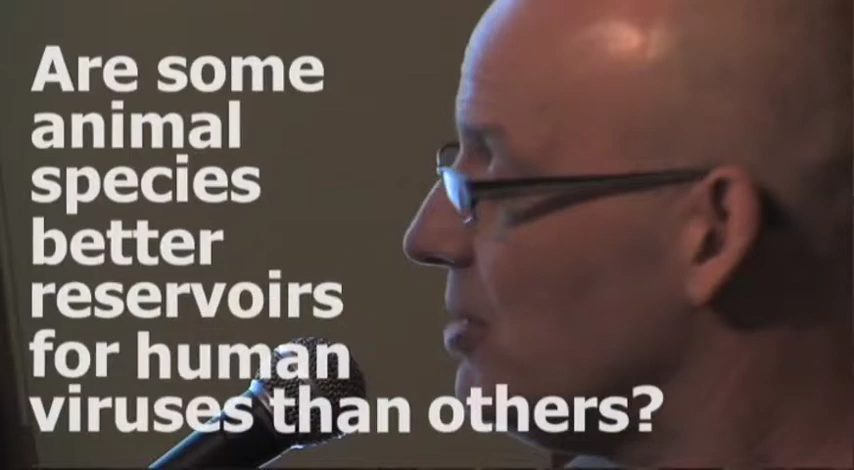 Are some
animal
species
better
reservoirs
for human
viruses than others?